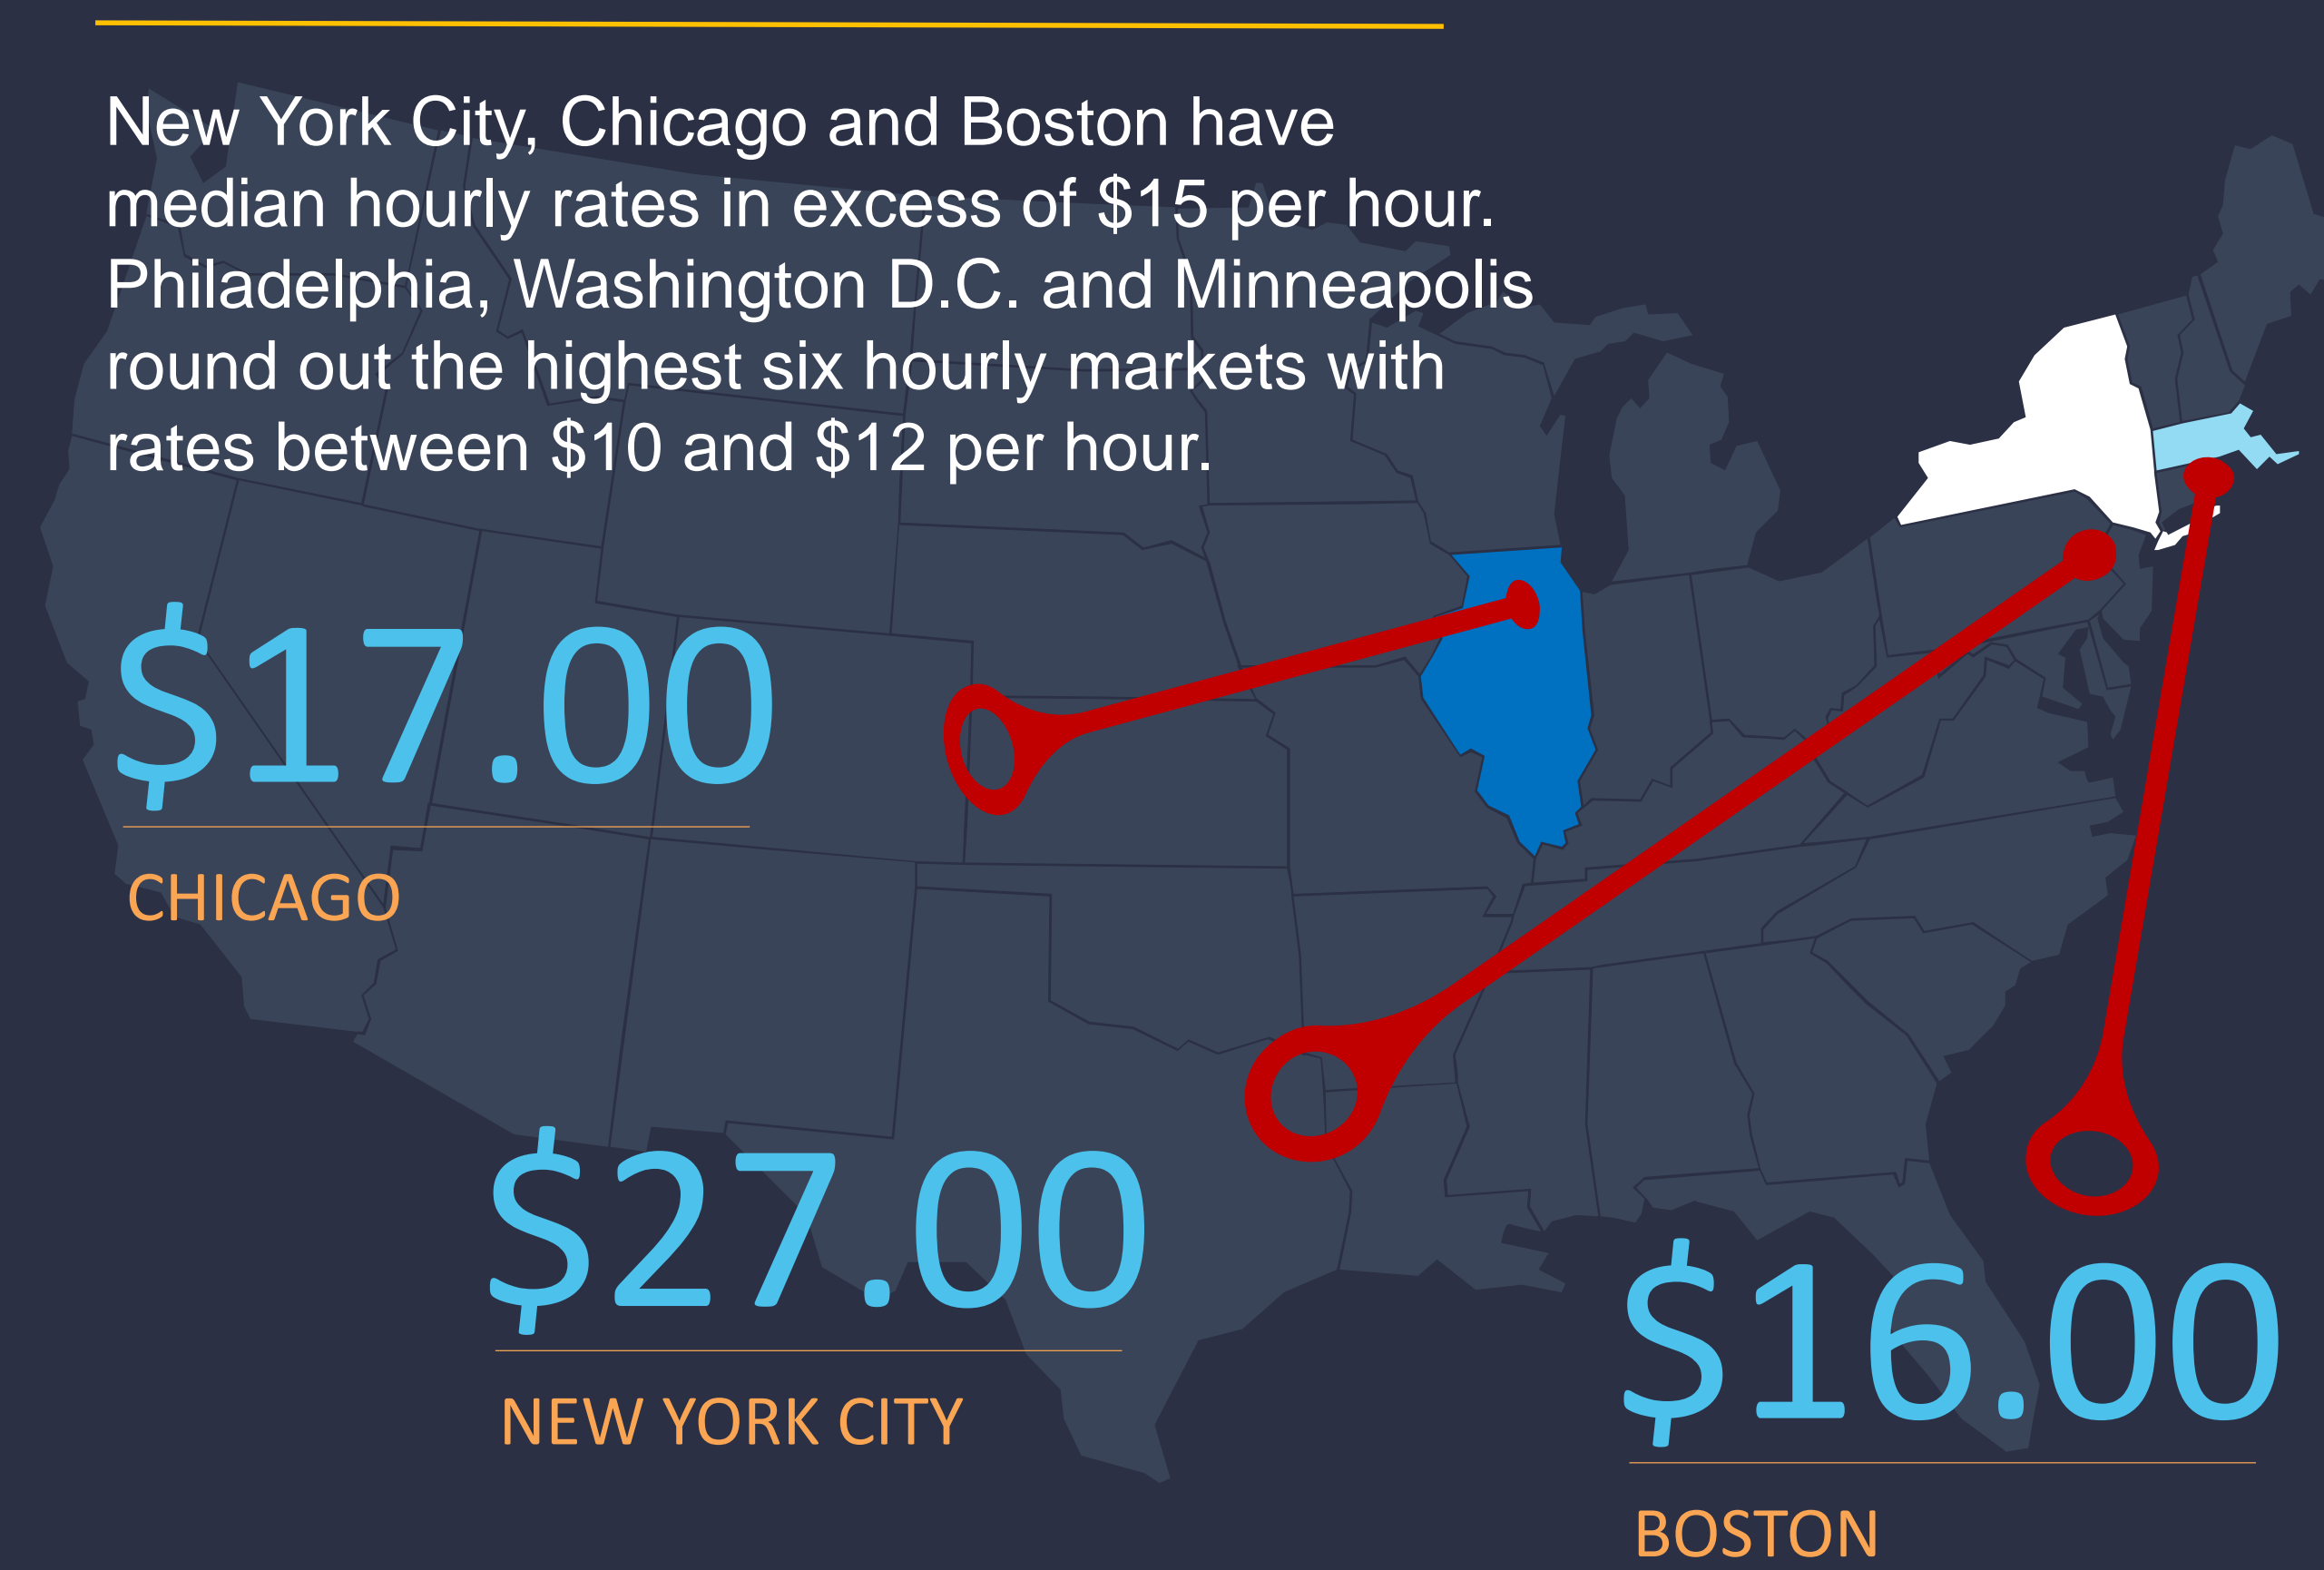 New York City, Chicago and Boston have
median hourly rates in excess of $15 per hour.
Philadelphia, Washington D.C. and Minneapolis
round out the highest six hourly markets with
rates between $10 and $12 per hour.
$17.00
CHICAGO
$27.00
NEW YORK CITY
$16.00
BOSTON